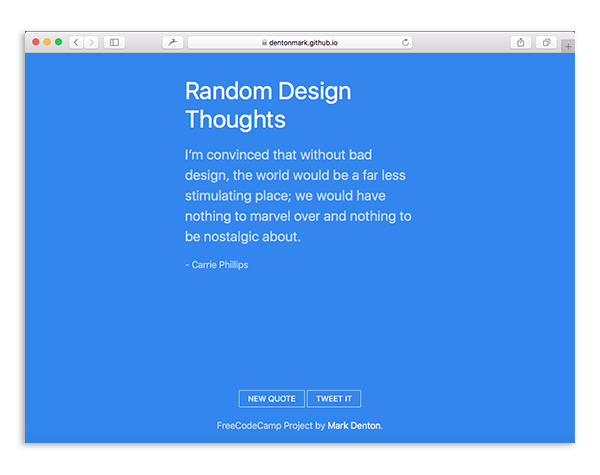 dentonmark.github.io
Random Design
Thoughts
I'm convinced that without bad
design, the world would be a far less
stimulating place; we would have
nothing to marvel over and nothing to
be nostalgic about.
- Carrie Phillips
NEW QUOTE TWEET IT
FreeCodeCamp Project by Mark Denton.